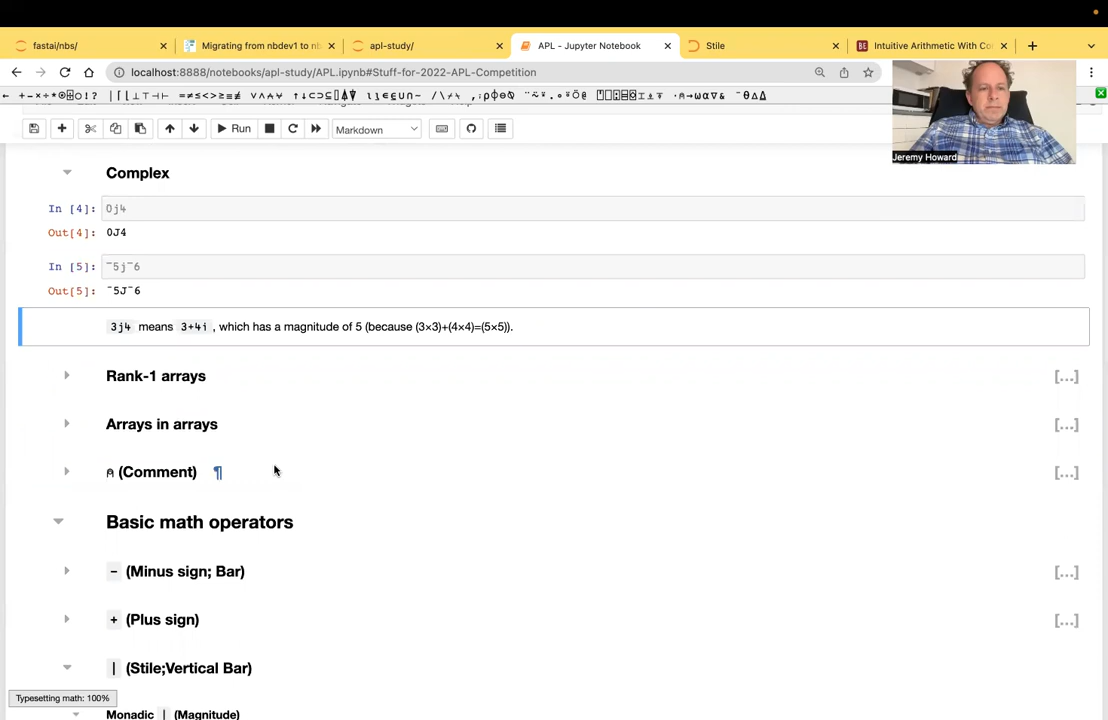 fastai/nbs/
Migrating from nbdev1 to nb
apl-study/
APL - Jupyter Notebook
Stile
Intuitive Arithmetic With Co
localhost:8888/notebooks/apl-study/APL.ipynb#Stuff-for-2022-APL-Competition
Run
Markdown
Jeremy Howard
Complex
In [4]: 0j4
Out[4]: 0J4
In [5]: ¯5j¯6
Out[5]: ¯5J¯6
3j4 means 3+4i , which has a magnitude of 5 (because (3×3)+(4×4)=(5×5)).
Rank-1 arrays [...]
Arrays in arrays [...]
⍝ (Comment) ¶ [...]
Basic math operators
- (Minus sign; Bar) [...]
+ (Plus sign) [...]
| (Stile;Vertical Bar)
Typesetting math: 100%
Monadic | (Magnitude)